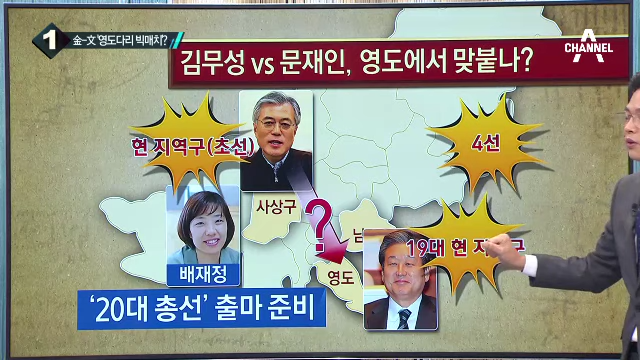 1 金-文 '영도다리 빅매치?
김무성 vs 문재인, 영도에서 맞붙나?
CHANNEL A
현 지역구(초선)
4선
사상구
?
남
19대 현 지 구
배재정
영도
'20대 총선' 출마 준비